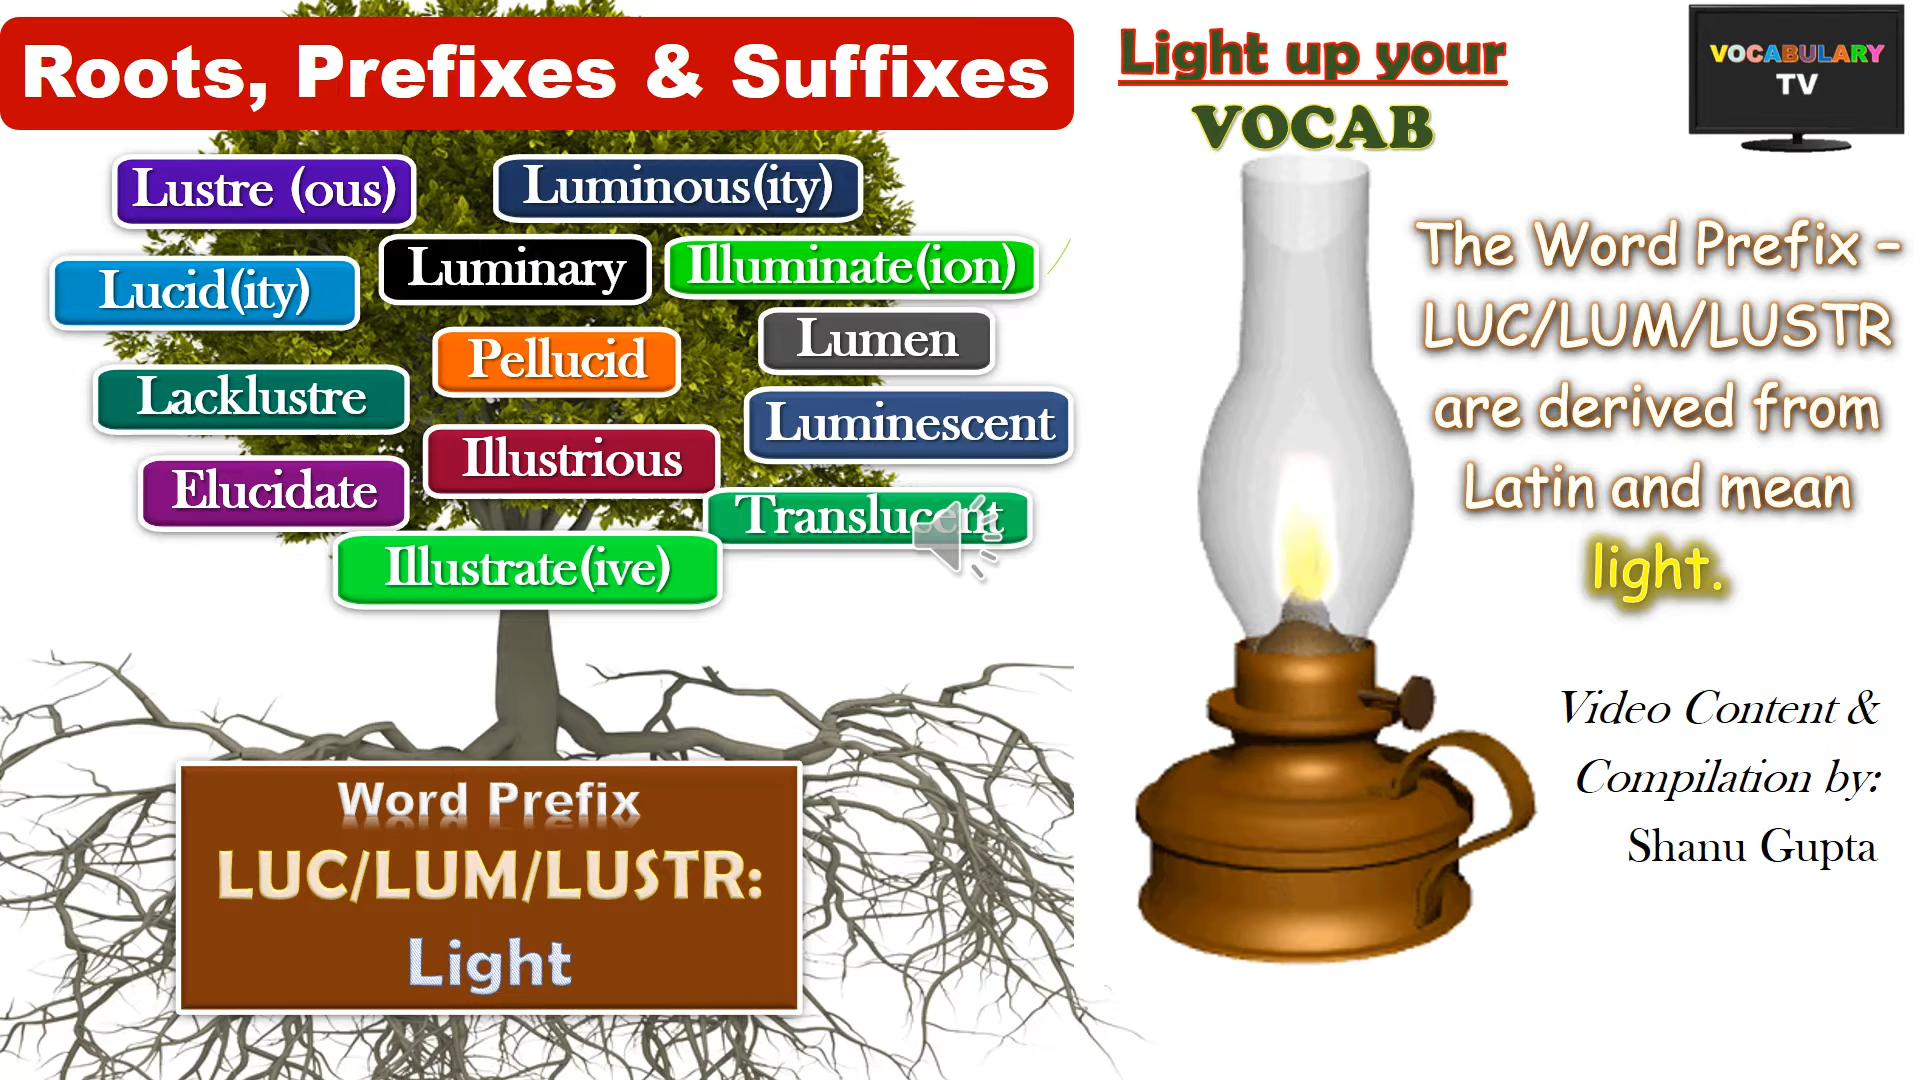 Roots, Prefixes & Suffixes
Lustre (ous)
Luminous(ity)
Lucid(ity)
Luminary
Illuminate(ion)
Pellucid
Lumen
Lacklustre
Luminescent
Illustrious
Elucidate
Translucent
Illustrate(ive)
Word Prefix
LUC/LUM/LUSTR:
Light
Light up your
VOCAB
VOCABULARY
TV
The Word Prefix –
LUC/LUM/LUSTR
are derived from
Latin and mean
light.
Video Content &
Compilation by:
Shanu Gupta